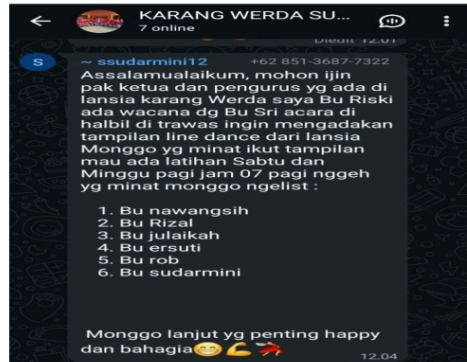 KARANG WERDA SU...
7 online
Diedit 12.01
S
~ ssudarmini12 +62 851-3687-7322
Assalamualaikum, mohon ijin
pak ketua dan pengurus yg ada di
lansia karang Werda saya Bu Riski
ada wacana dg Bu Sri acara di
halbil di trawas ingin mengadakan
tampilan line dance dari lansia
Monggo yg minat ikut tampilan
mau ada latihan Sabtu dan
Minggu pagi jam 07 pagi nggeh
yg minat monggo ngelist :
1. Bu nawangsih
2. Bu Rizal
3. Bu julaikah
4. Bu ersuti
5. Bu rob
6. Bu sudarmini
Monggo lanjut yg penting happy
dan bahagia😁💪💃
12.04